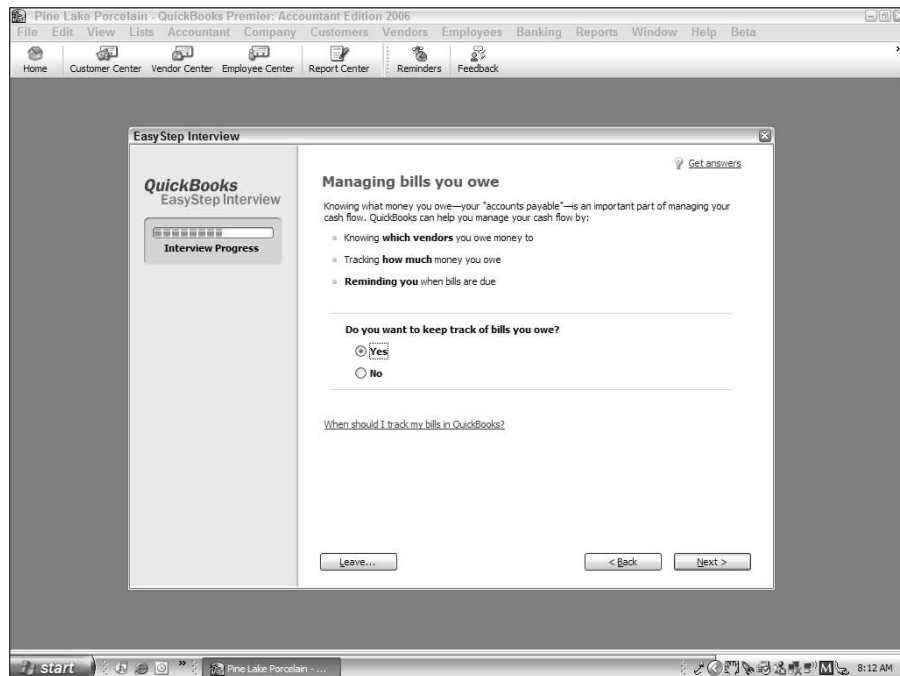 Pine Lake Porcelain - QuickBooks Premier: Accountant Edition 2006
File Edit View Lists Accountant Company Customers Vendors Employees Banking Reports Window Help Beta
Home Customer Center Vendor Center Employee Center Report Center Reminders Feedback
EasyStep Interview
Get answers
QuickBooks
EasyStep Interview
Interview Progress
Managing bills you owe
Knowing what money you owe—your "accounts payable"—is an important part of managing your
cash flow. QuickBooks can help you manage your cash flow by:
Knowing which vendors you owe money to
Tracking how much money you owe
Reminding you when bills are due
Do you want to keep track of bills you owe?
Yes
No
When should I track my bills in QuickBooks?
Leave... < Back Next >
start Pine Lake Porcelain - ... M 8:12 AM